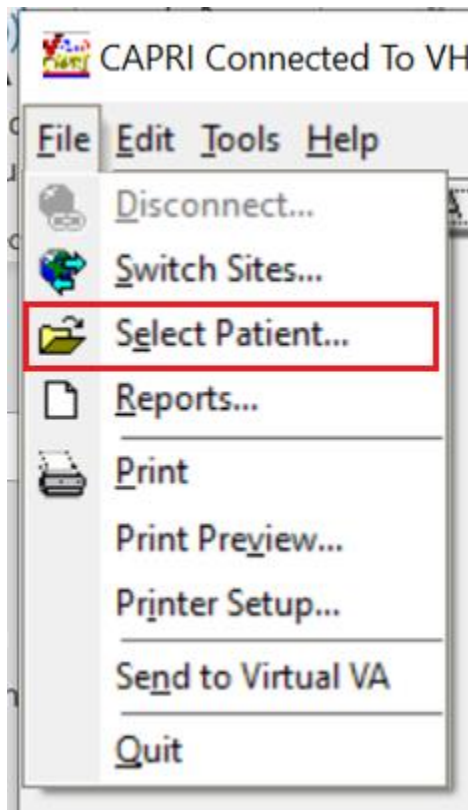 CAPRI Connected To VH
File Edit Tools Help
Disconnect...
Switch Sites...
Select Patient...
Reports...
Print
Print Preview...
Printer Setup...
Send to Virtual VA
Quit